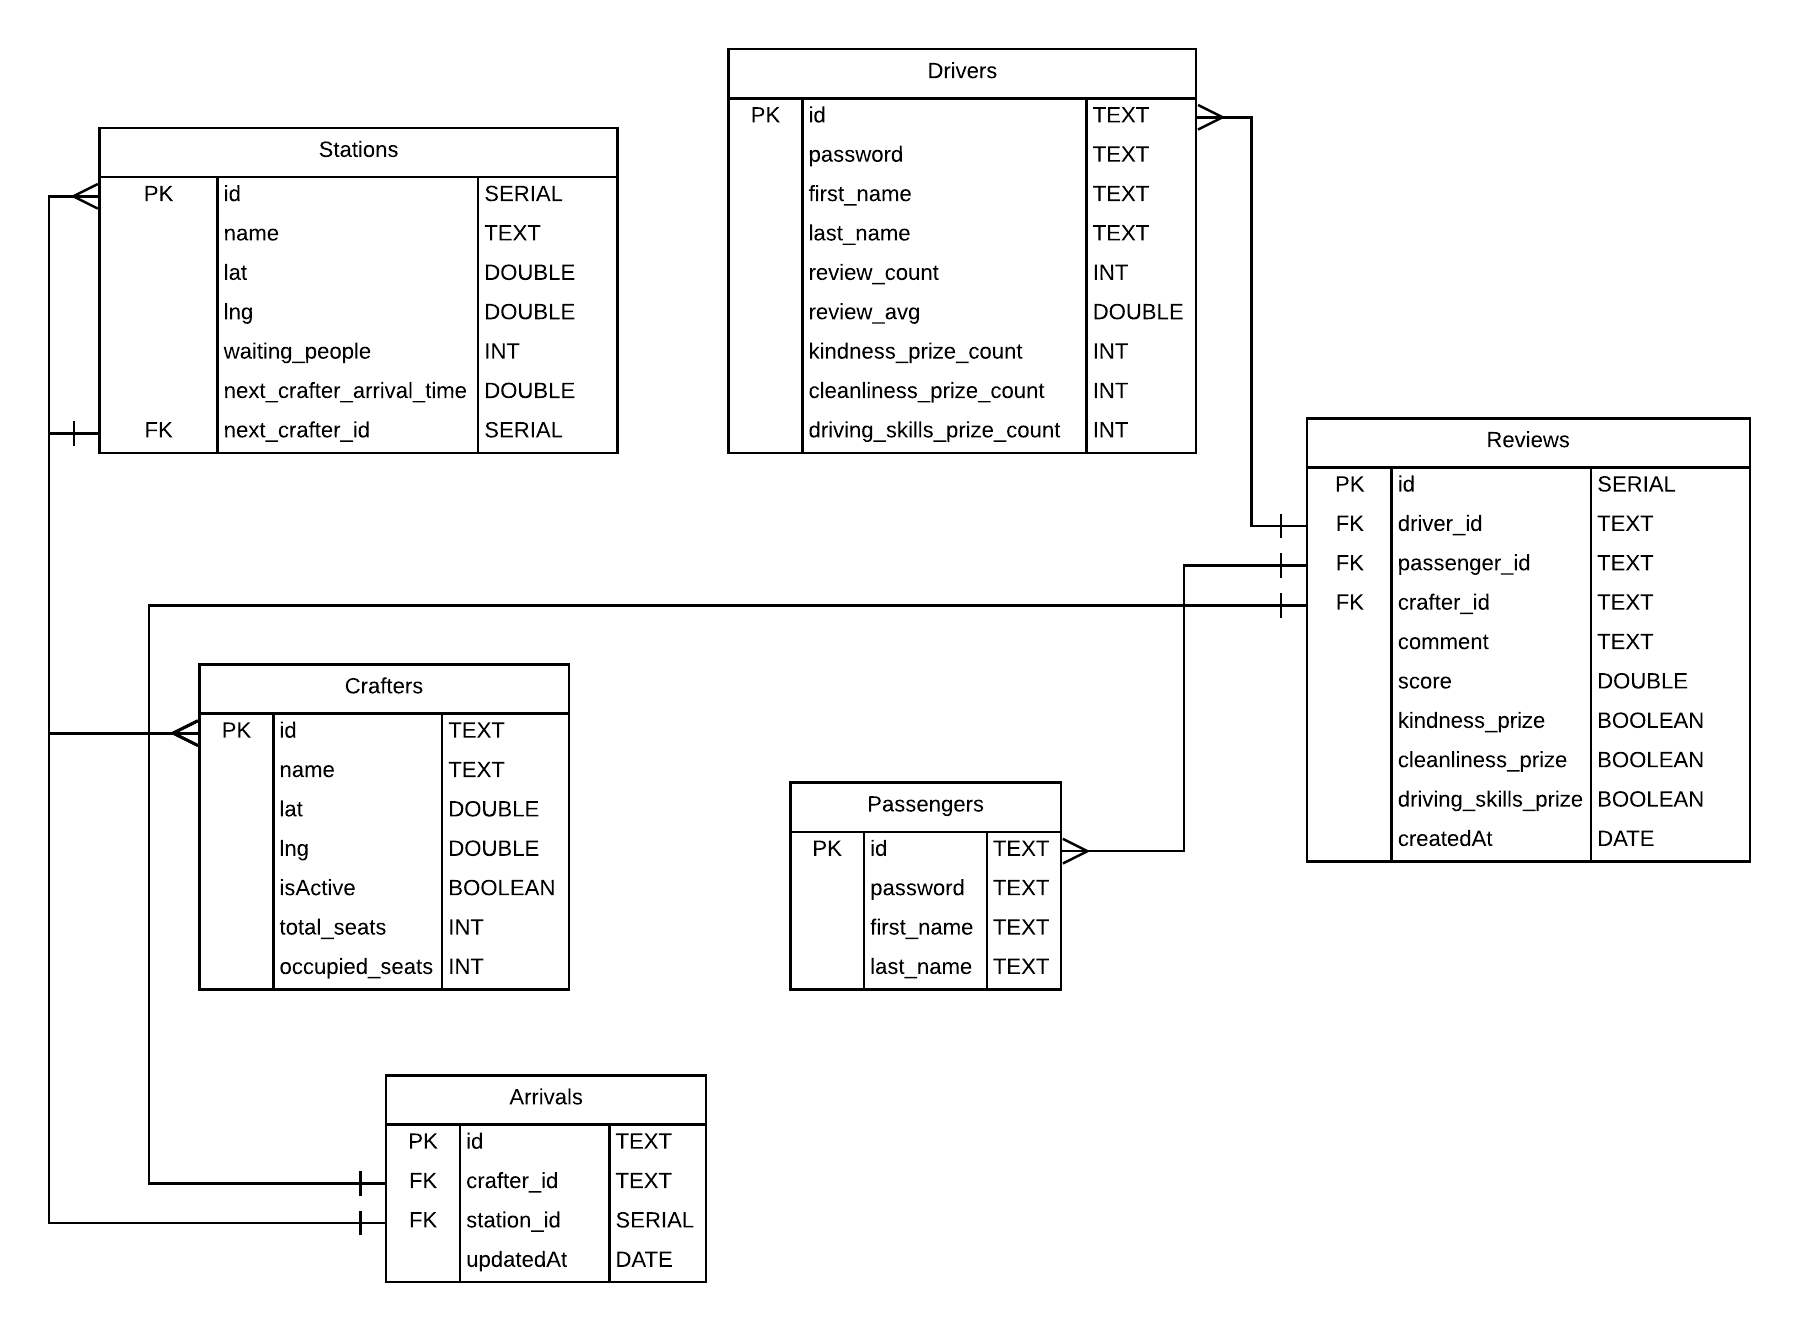 Stations
PK id SERIAL
name TEXT
lat DOUBLE
lng DOUBLE
waiting_people INT
next_crafter_arrival_time DOUBLE
FK next_crafter_id SERIAL
Drivers
PK id TEXT
password TEXT
first_name TEXT
last_name TEXT
review_count INT
review_avg DOUBLE
kindness_prize_count INT
cleanliness_prize_count INT
driving_skills_prize_count INT
Reviews
PK id SERIAL
FK driver_id TEXT
FK passenger_id TEXT
FK crafter_id TEXT
comment TEXT
score DOUBLE
kindness_prize BOOLEAN
cleanliness_prize BOOLEAN
driving_skills_prize BOOLEAN
createdAt DATE
Crafters
PK id TEXT
name TEXT
lat DOUBLE
lng DOUBLE
isActive BOOLEAN
total_seats INT
occupied_seats INT
Passengers
PK id TEXT
password TEXT
first_name TEXT
last_name TEXT
Arrivals
PK id TEXT
FK crafter_id TEXT
FK station_id SERIAL
updatedAt DATE